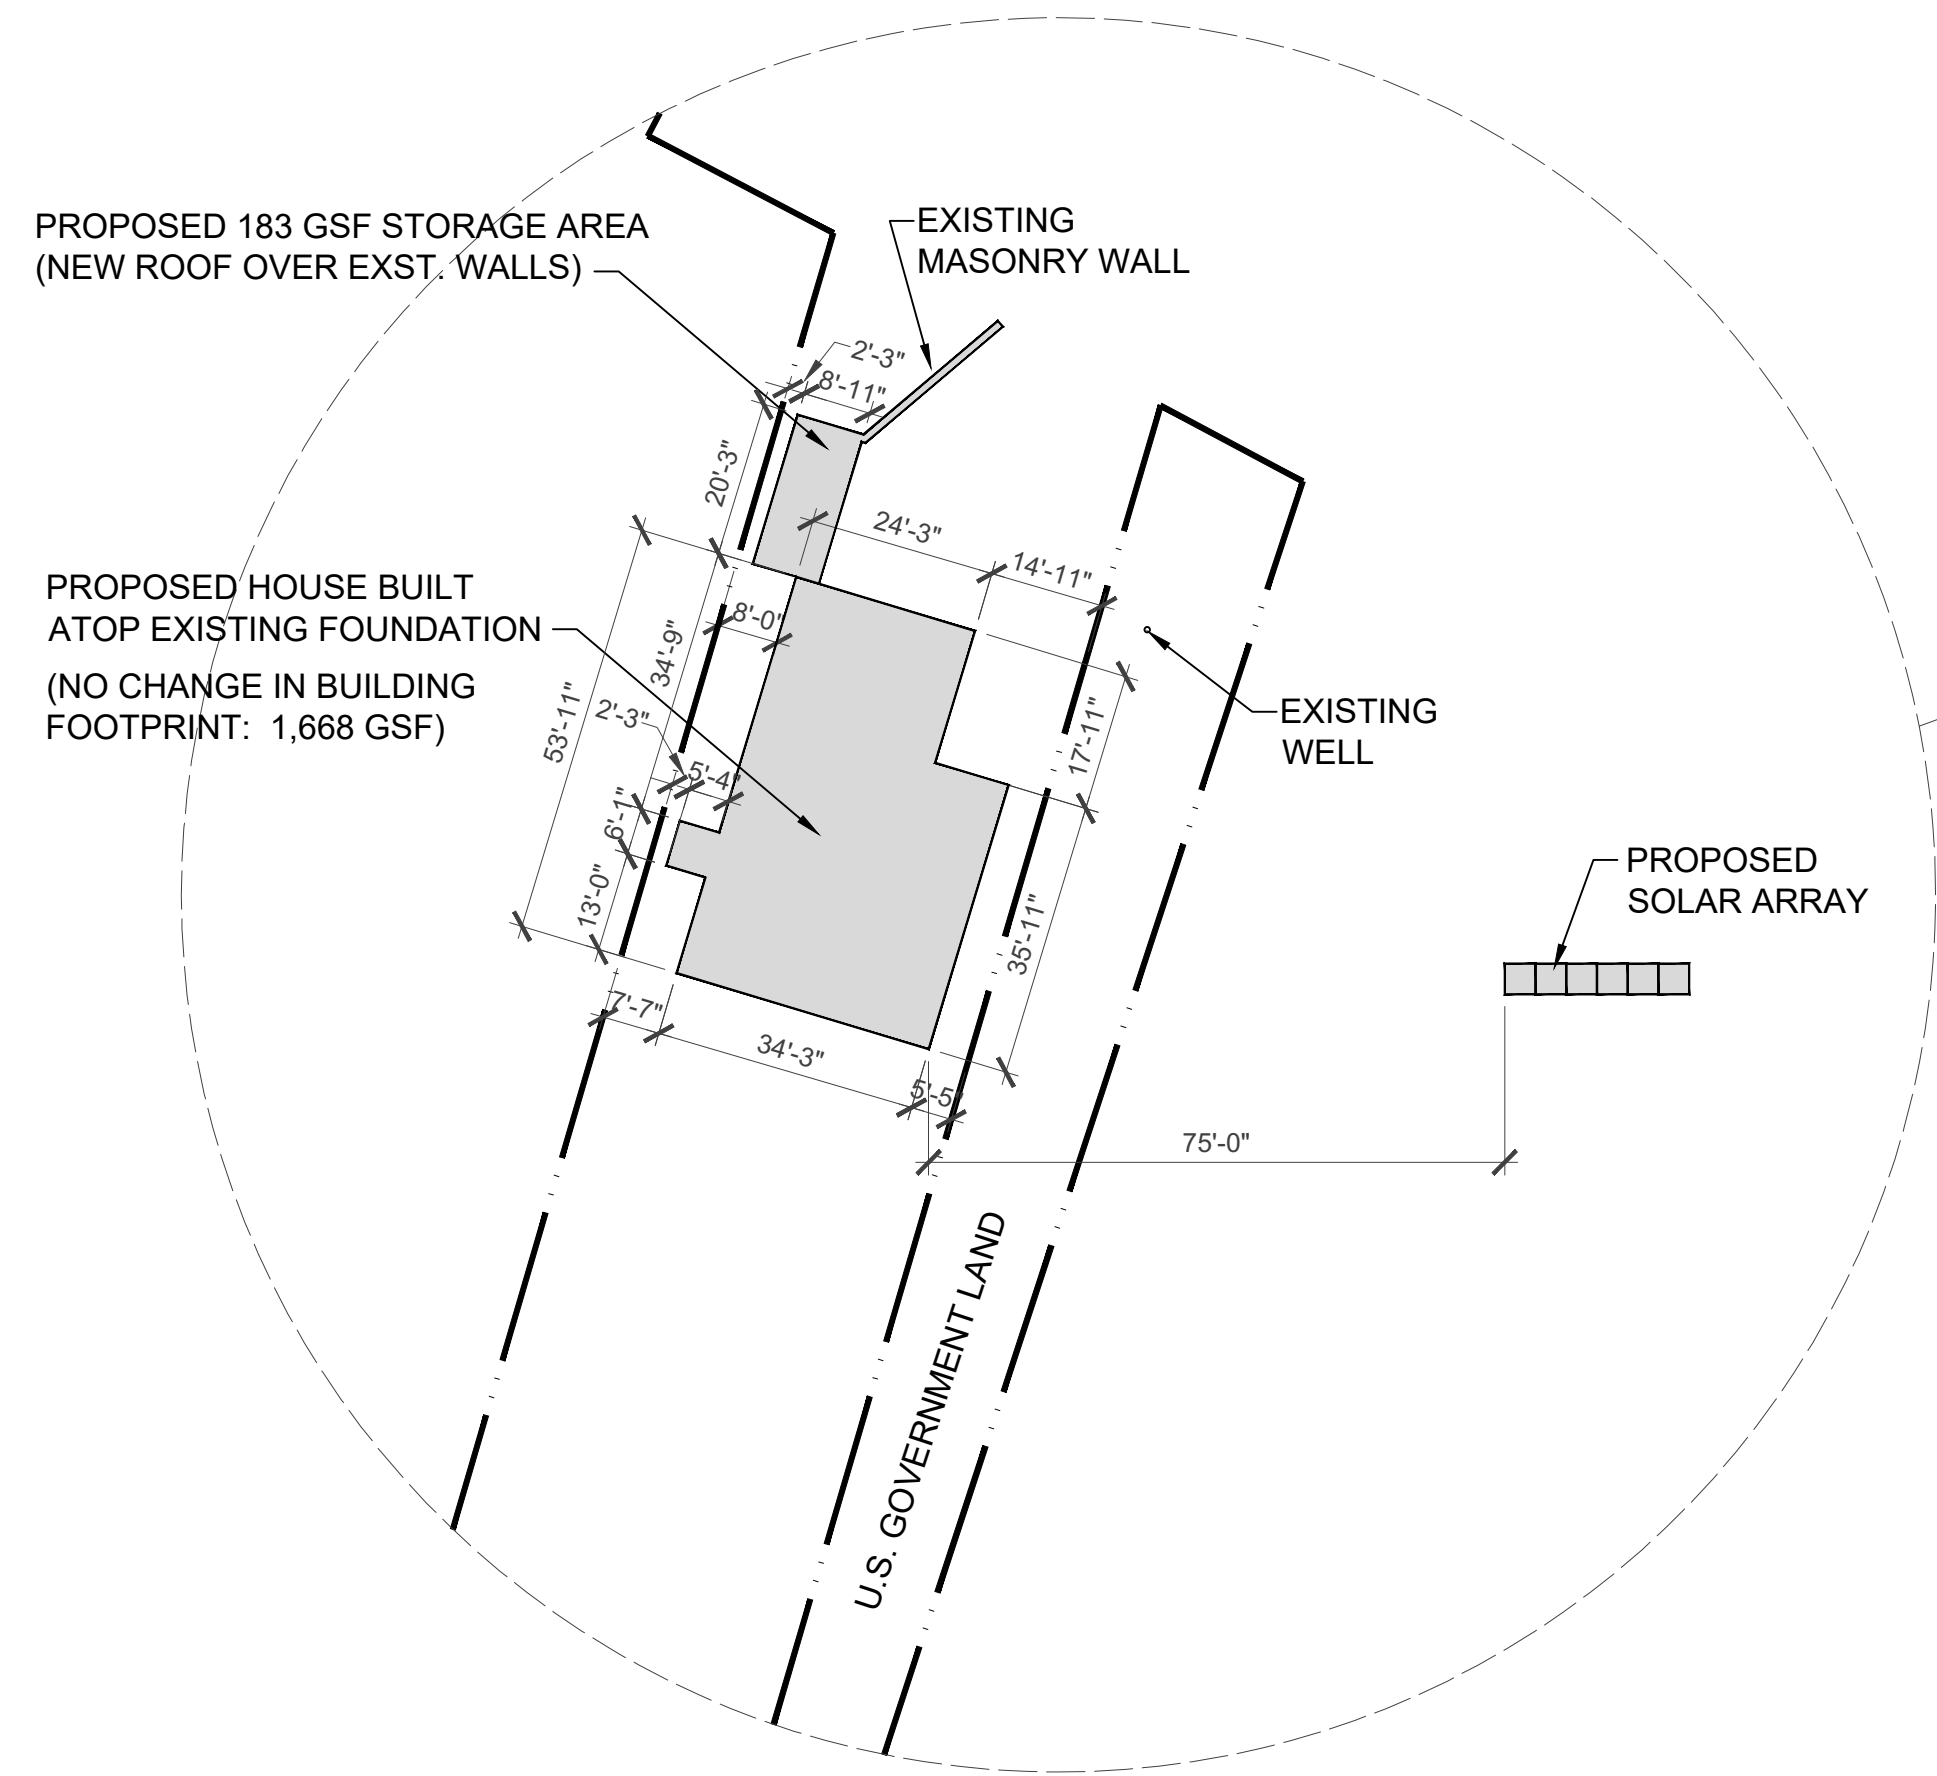 PROPOSED 183 GSF STORAGE AREA
(NEW ROOF OVER EXST. WALLS)
EXISTING
MASONRY WALL
2'-3"
8'-11"
20'-3"
24'-3"
14'-11"
PROPOSED HOUSE BUILT
ATOP EXISTING FOUNDATION
(NO CHANGE IN BUILDING
FOOTPRINT: 1,668 GSF)
8'-0"
34'-9"
53'-11"
2'-3"
5'-4"
6'-1"
13'-0"
17'-11"
EXISTING
WELL
35'-11"
PROPOSED
SOLAR ARRAY
7'-7"
34'-3"
5'-5"
75'-0"
U.S. GOVERNMENT LAND